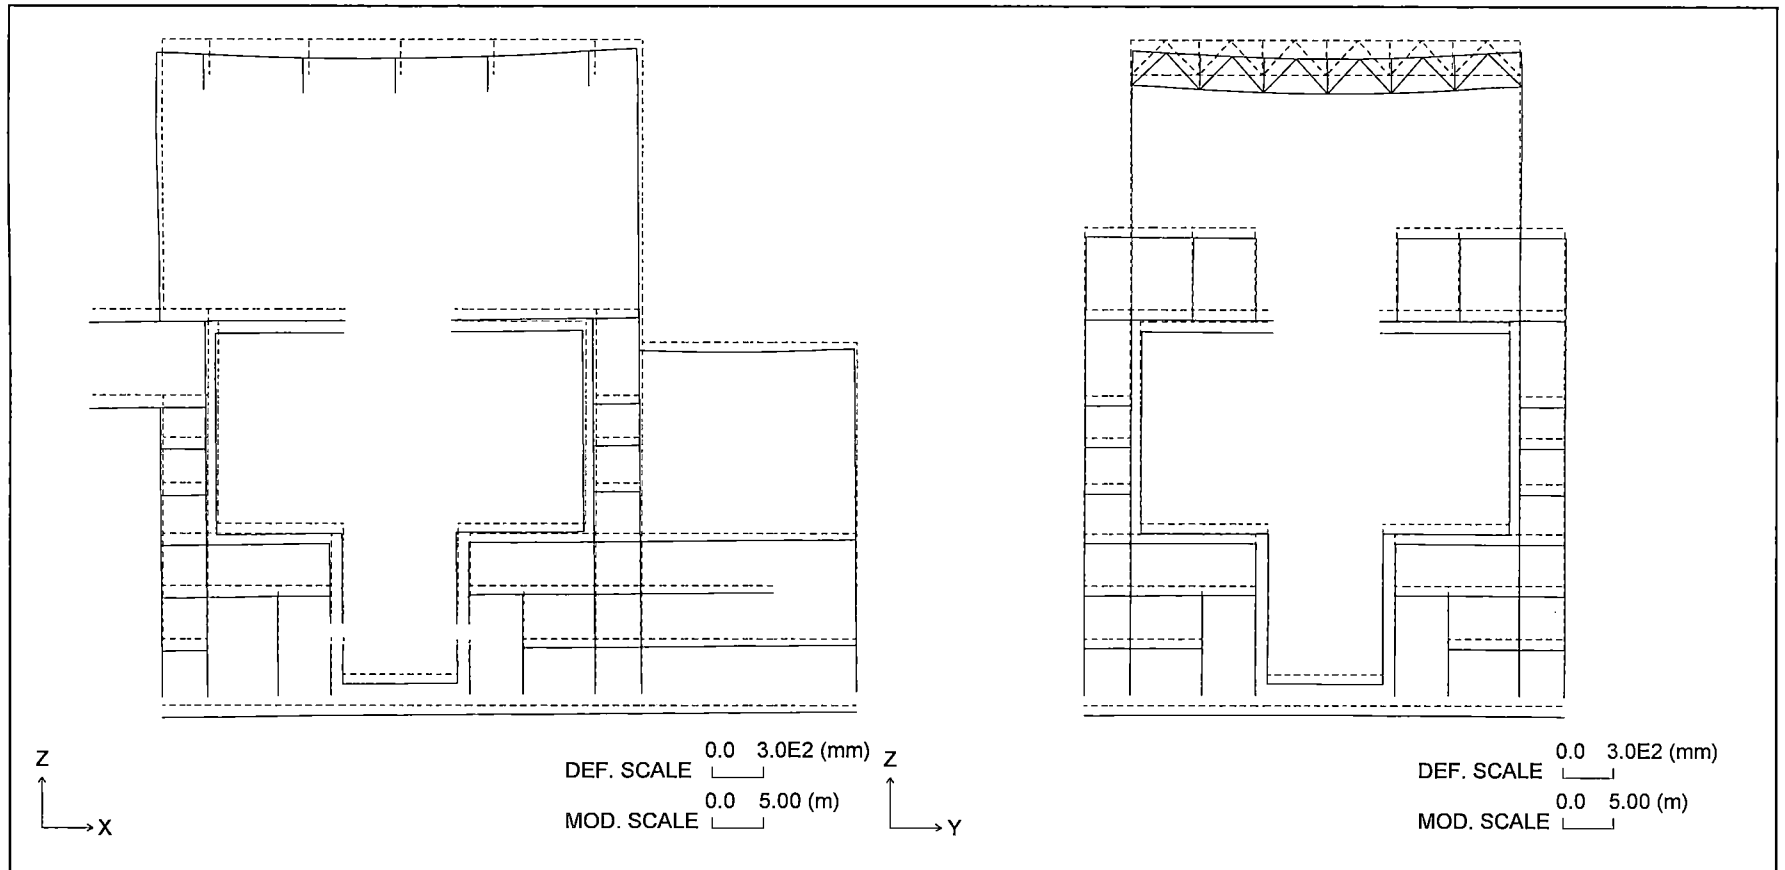 Z
X
0.0 3.0E2 (mm)
DEF. SCALE
0.0 5.00 (m)
MOD. SCALE
Z
Y
0.0 3.0E2 (mm)
DEF. SCALE
0.0 5.00 (m)
MOD. SCALE